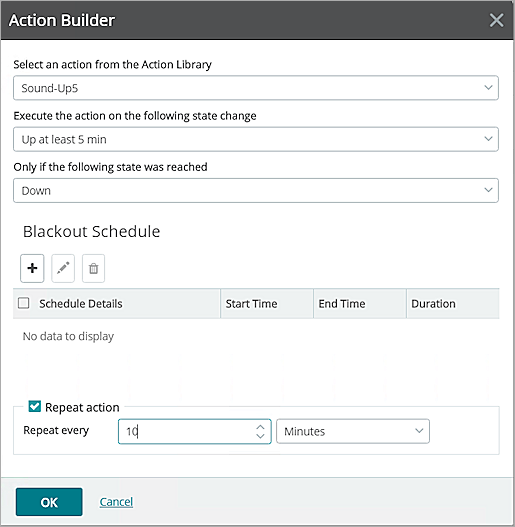 Action Builder
Select an action from the Action Library
Sound-Up5
Execute the action on the following state change
Up at least 5 min
Only if the following state was reached
Down
Blackout Schedule
Schedule Details Start Time End Time Duration
No data to display
Repeat action
Repeat every 10 Minutes
OK Cancel